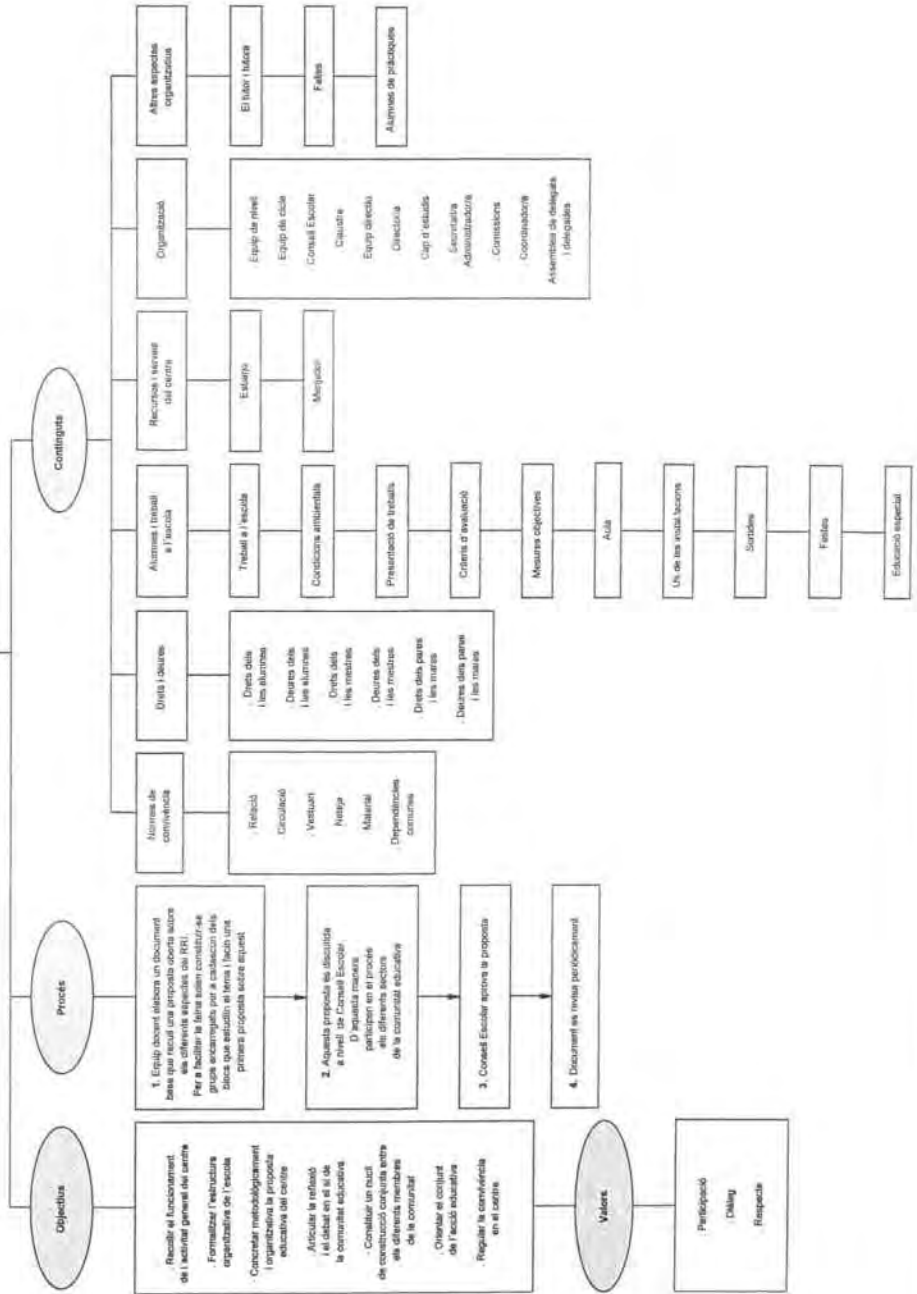 Objectius
. Recollir el funcionament
de l'activitat general del centre
. Formalitzar l'estructura
organitzativa de l'escola
. Concretar metodològicament
i organitzativa la proposta
educativa del centre
. Articular la reflexió
i el debat en el si de
la comunitat educativa
. Constituir un nucli
de construcció conjunta entre
els diferents membres
de la comunitat
. Orientar el conjunt
de l'acció educativa
. Regular la convivència
en el centre
Valors
Participació
Diàleg
Respecte
Procés
1. Equip docent elabora un document
base que recull una proposta oberta sobre
els diferents aspectes del RRI.
Per a facilitar la feina solen constituir-se
grups encarregats per a cadascun dels
blocs que estudiïn el tema i facin una
primera proposta sobre aquest
2. Aquesta proposta és discutida
a nivell de Consell Escolar.
D'aquesta manera
participen en el procés
els diferents sectors
de la comunitat educativa
3. Consell Escolar aprova la proposta
4. Document es revisa periòdicament
Continguts
Normes de
convivència
. Relació
. Circulació
. Vestuari
. Neteja
. Material
. Dependències
comunes
Drets i deures
. Drets dels
i les alumnes
. Deures dels
i les alumnes
. Drets dels
i les mestres
. Deures dels
i les mestres
. Drets dels pares
i les mares
. Deures dels pares
i les mares
Alumnes i treball
a l'escola
Treball a l'escola
Condicions ambientals
Presentació de treballs
Criteris d'avaluació
Mesures objectives
Aula
Ús de les instal·lacions
Sortides
Festes
Educació especial
Recursos i serveis
del centre
Esbarjo
Menjador
Organització
. Equip de nivell
. Equip de cicle
. Consell Escolar
. Claustre
. Equip directiu
. Director/a
. Cap d'estudis
. Secretari/a
Administrador/a
. Comissions
. Coordinador/a
. Assemblea de delegats
i delegades
Altres aspectes
organitzatius
El tutor i tutora
Faltes
Alumnes de pràctiques